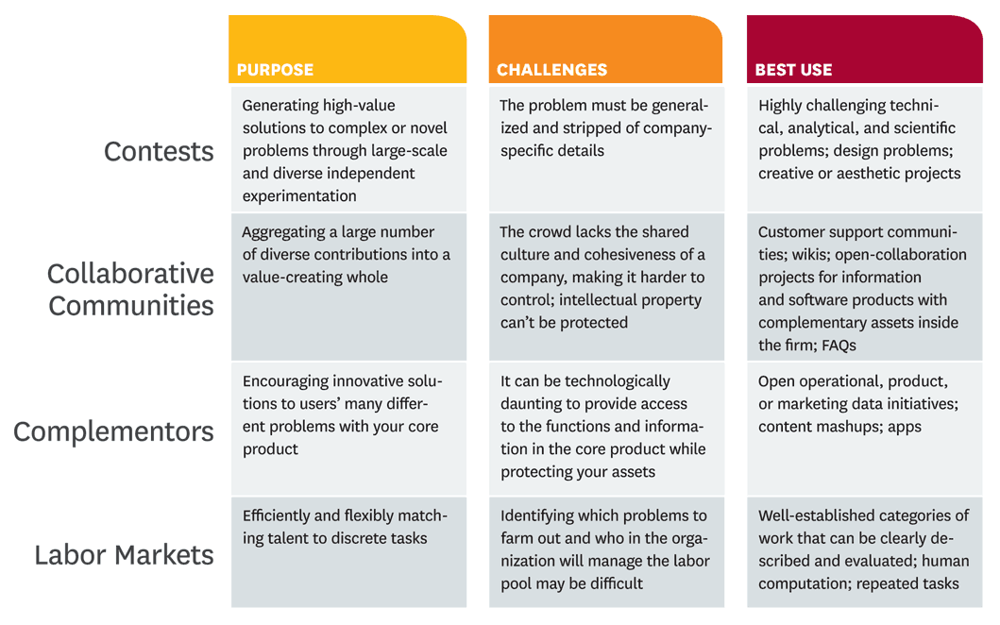 PURPOSE
CHALLENGES
BEST USE
Contests
Generating high-value
solutions to complex or novel
problems through large-scale
and diverse independent
experimentation
The problem must be general-
ized and stripped of company-
specific details
Highly challenging techni-
cal, analytical, and scientific
problems; design problems;
creative or aesthetic projects
Collaborative
Communities
Aggregating a large number
of diverse contributions into a
value-creating whole
The crowd lacks the shared
culture and cohesiveness of a
company, making it harder to
control; intellectual property
can’t be protected
Customer support communi-
ties; wikis; open-collaboration
projects for information
and software products with
complementary assets inside
the firm; FAQs
Complementors
Encouraging innovative solu-
tions to users’ many differ-
ent problems with your core
product
It can be technologically
daunting to provide access
to the functions and informa-
tion in the core product while
protecting your assets
Open operational, product,
or marketing data initiatives;
content mashups; apps
Labor Markets
Efficiently and flexibly match-
ing talent to discrete tasks
Identifying which problems to
farm out and who in the orga-
nization will manage the labor
pool may be difficult
Well-established categories of
work that can be clearly de-
scribed and evaluated; human
computation; repeated tasks